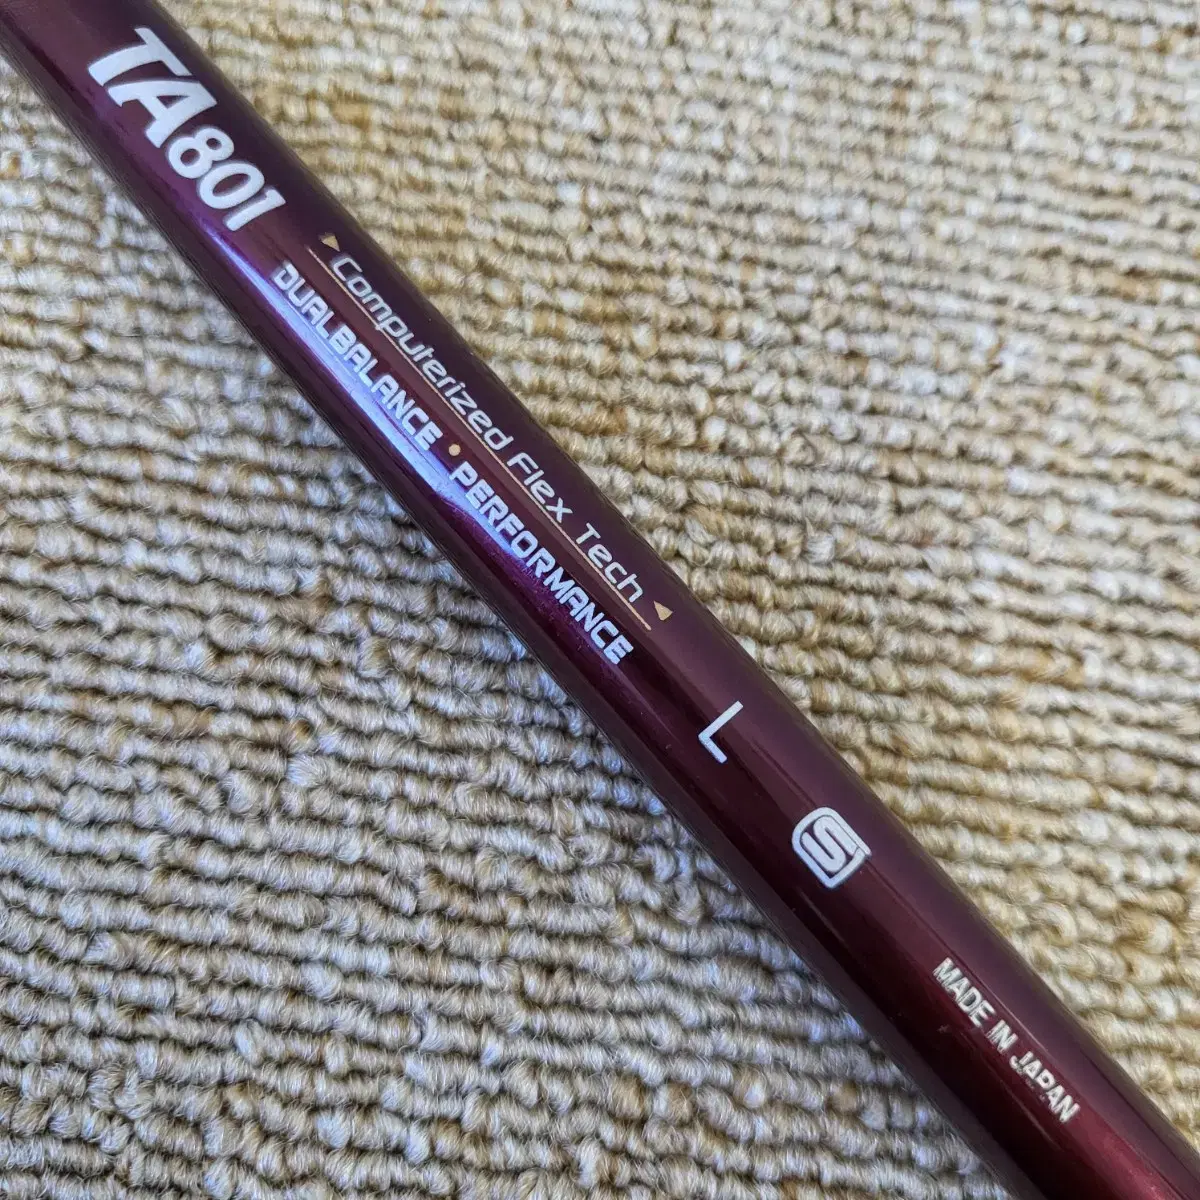 TA801
Computerized Flex Tech
DUALBALANCE · PERFORMANCE
L
S
MADE IN JAPAN